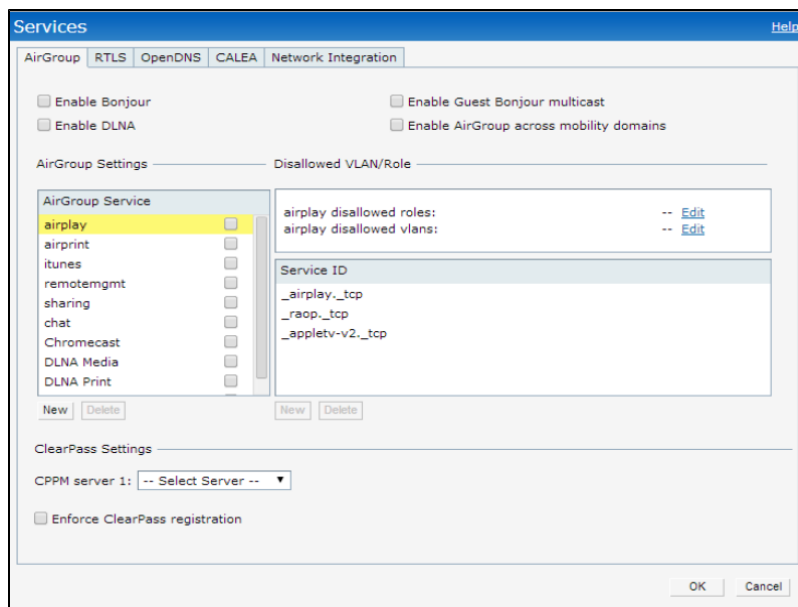 Services
Help
AirGroup RTLS OpenDNS CALEA Network Integration
Enable Bonjour
Enable Guest Bonjour multicast
Enable DLNA
Enable AirGroup across mobility domains
AirGroup Settings
Disallowed VLAN/Role
AirGroup Service
airplay
airprint
itunes
remotemgmt
sharing
chat
Chromecast
DLNA Media
DLNA Print
New Delete
airplay disallowed roles: -- Edit
airplay disallowed vlans: -- Edit
Service ID
_airplay._tcp
_raop._tcp
_appletv-v2._tcp
New Delete
ClearPass Settings
CPPM server 1: -- Select Server --
Enforce ClearPass registration
OK Cancel